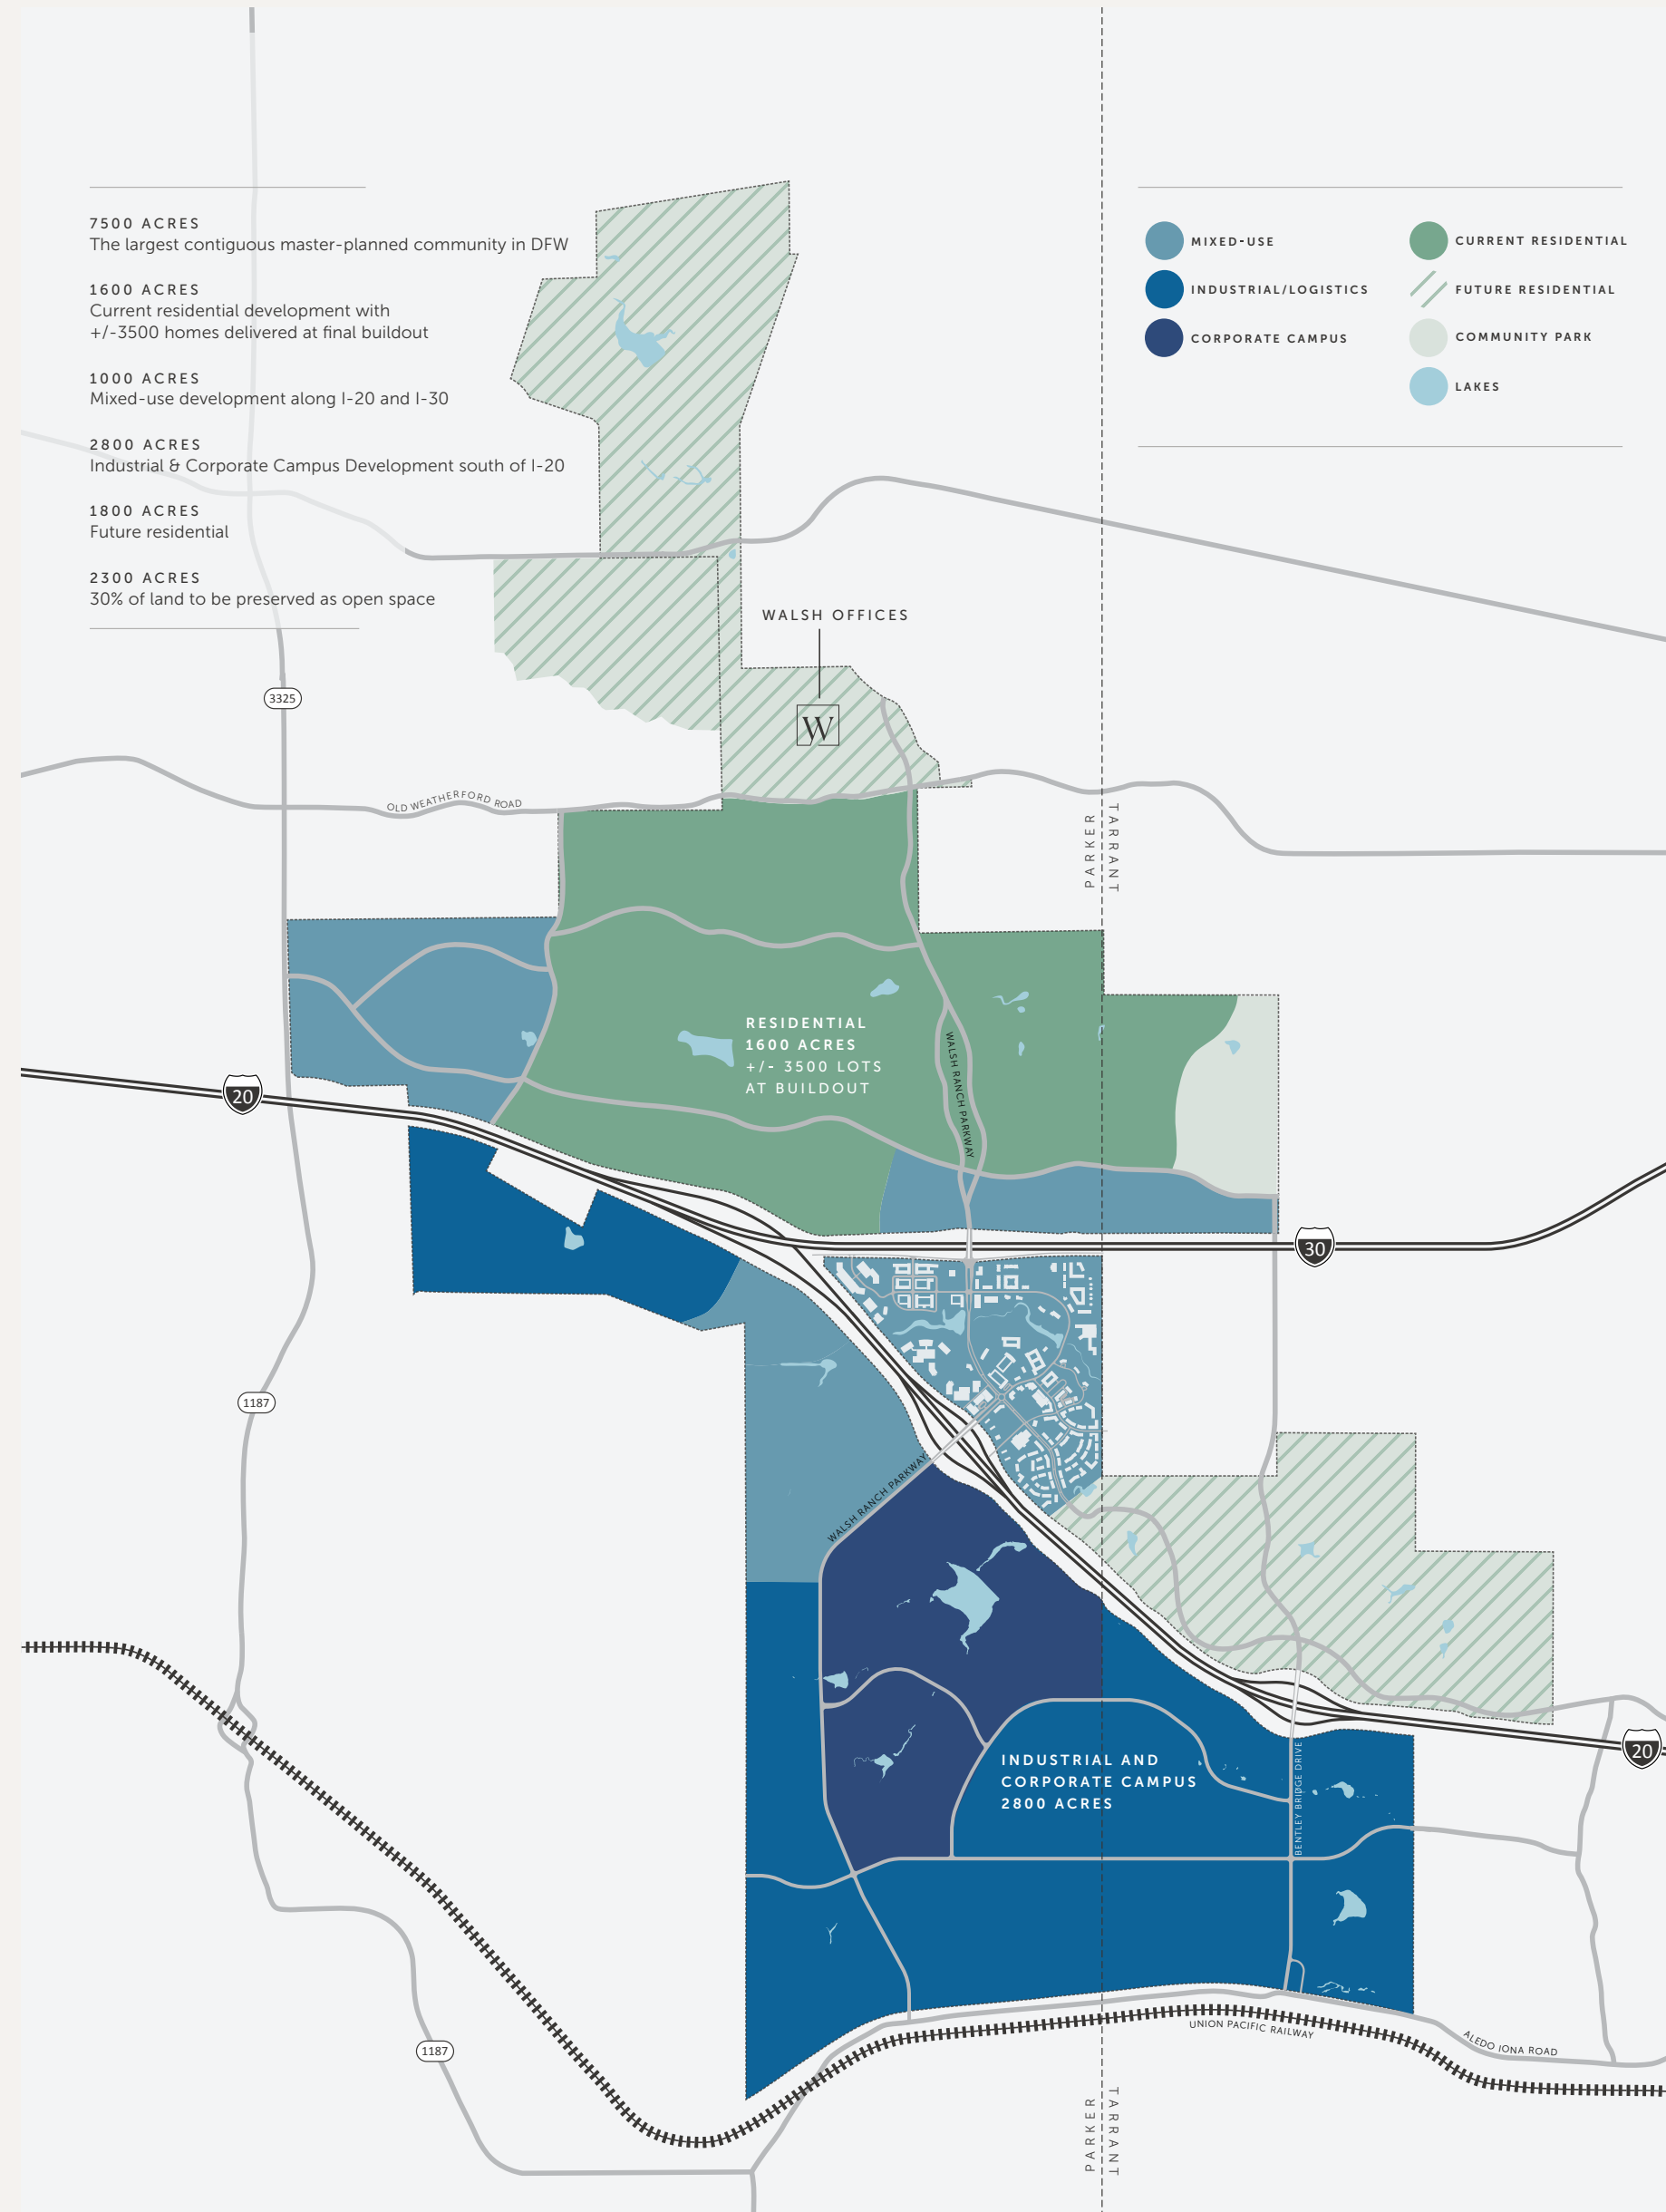 7500 ACRES
The largest contiguous master-planned community in DFW
1600 ACRES
Current residential development with
+/-3500 homes delivered at final buildout
1000 ACRES
Mixed-use development along I-20 and I-30
2800 ACRES
Industrial & Corporate Campus Development south of I-20
1800 ACRES
Future residential
2300 ACRES
30% of land to be preserved as open space
MIXED-USE
INDUSTRIAL/LOGISTICS
CORPORATE CAMPUS
CURRENT RESIDENTIAL
FUTURE RESIDENTIAL
COMMUNITY PARK
LAKES
WALSH OFFICES
W
3325
OLD WEATHERFORD ROAD
PARKER
TARRANT
RESIDENTIAL
1600 ACRES
+/- 3500 LOTS
AT BUILDOUT
WALSH RANCH PARKWAY
20
30
1187
WALSH RANCH PARKWAY
INDUSTRIAL AND
CORPORATE CAMPUS
2800 ACRES
BENTLEY BRIDGE DRIVE
20
1187
UNION PACIFIC RAILWAY
ALEDO IONA ROAD
PARKER
TARRANT